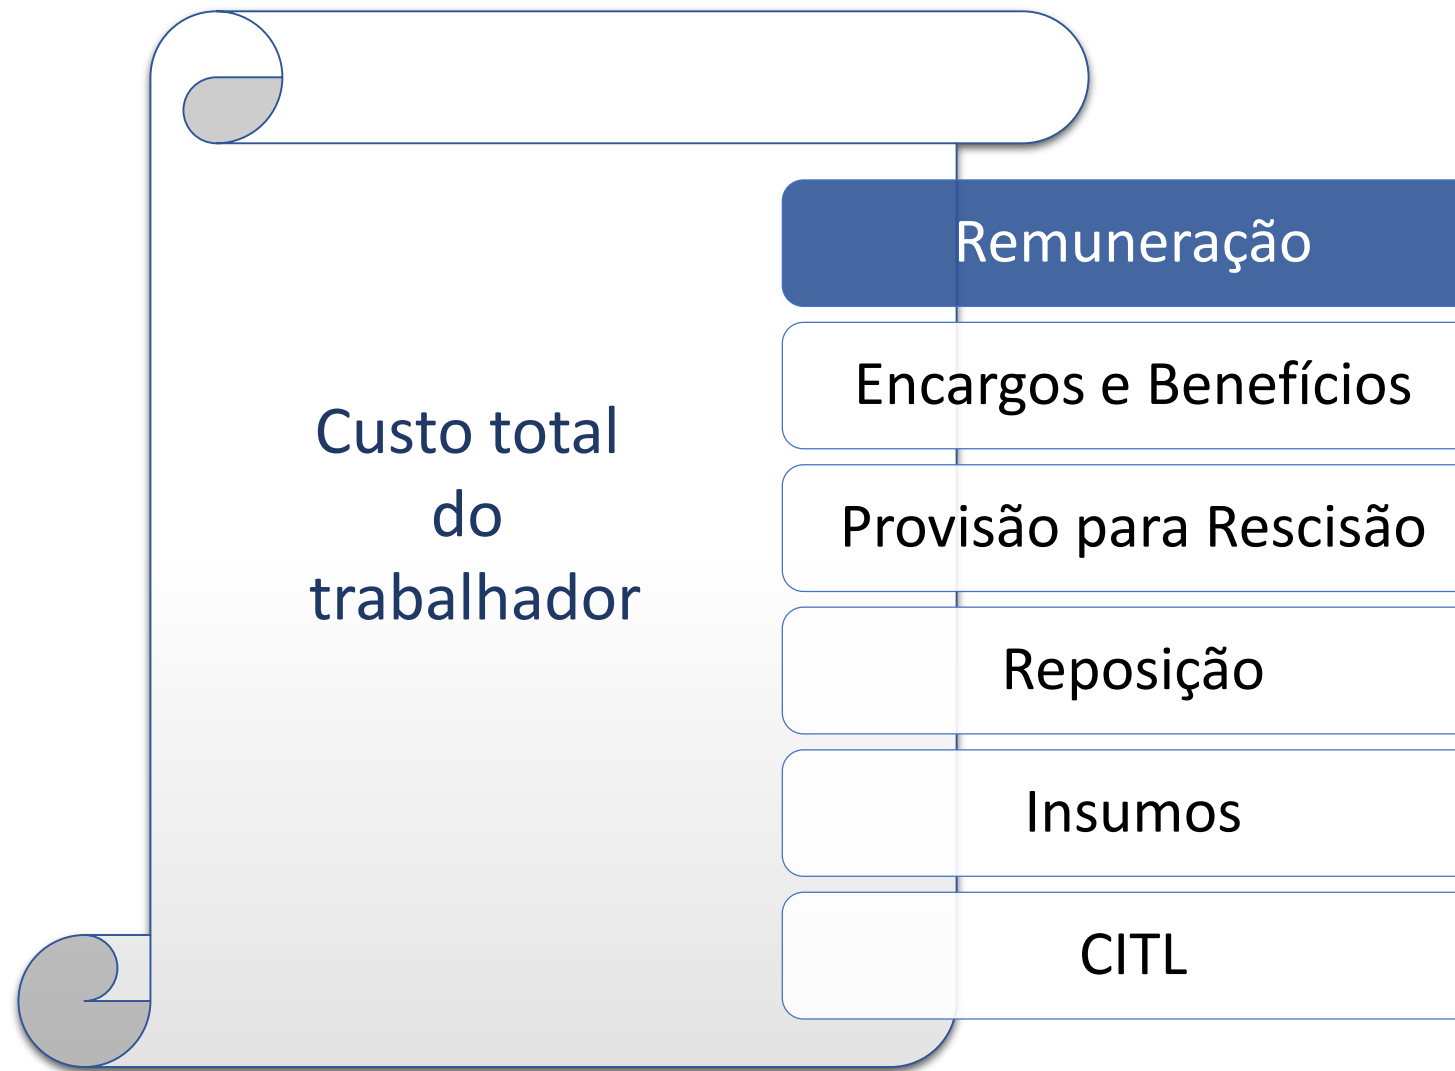 Custo total
do
trabalhador
Remuneração
Encargos e Benefícios
Provisão para Rescisão
Reposição
Insumos
CITL